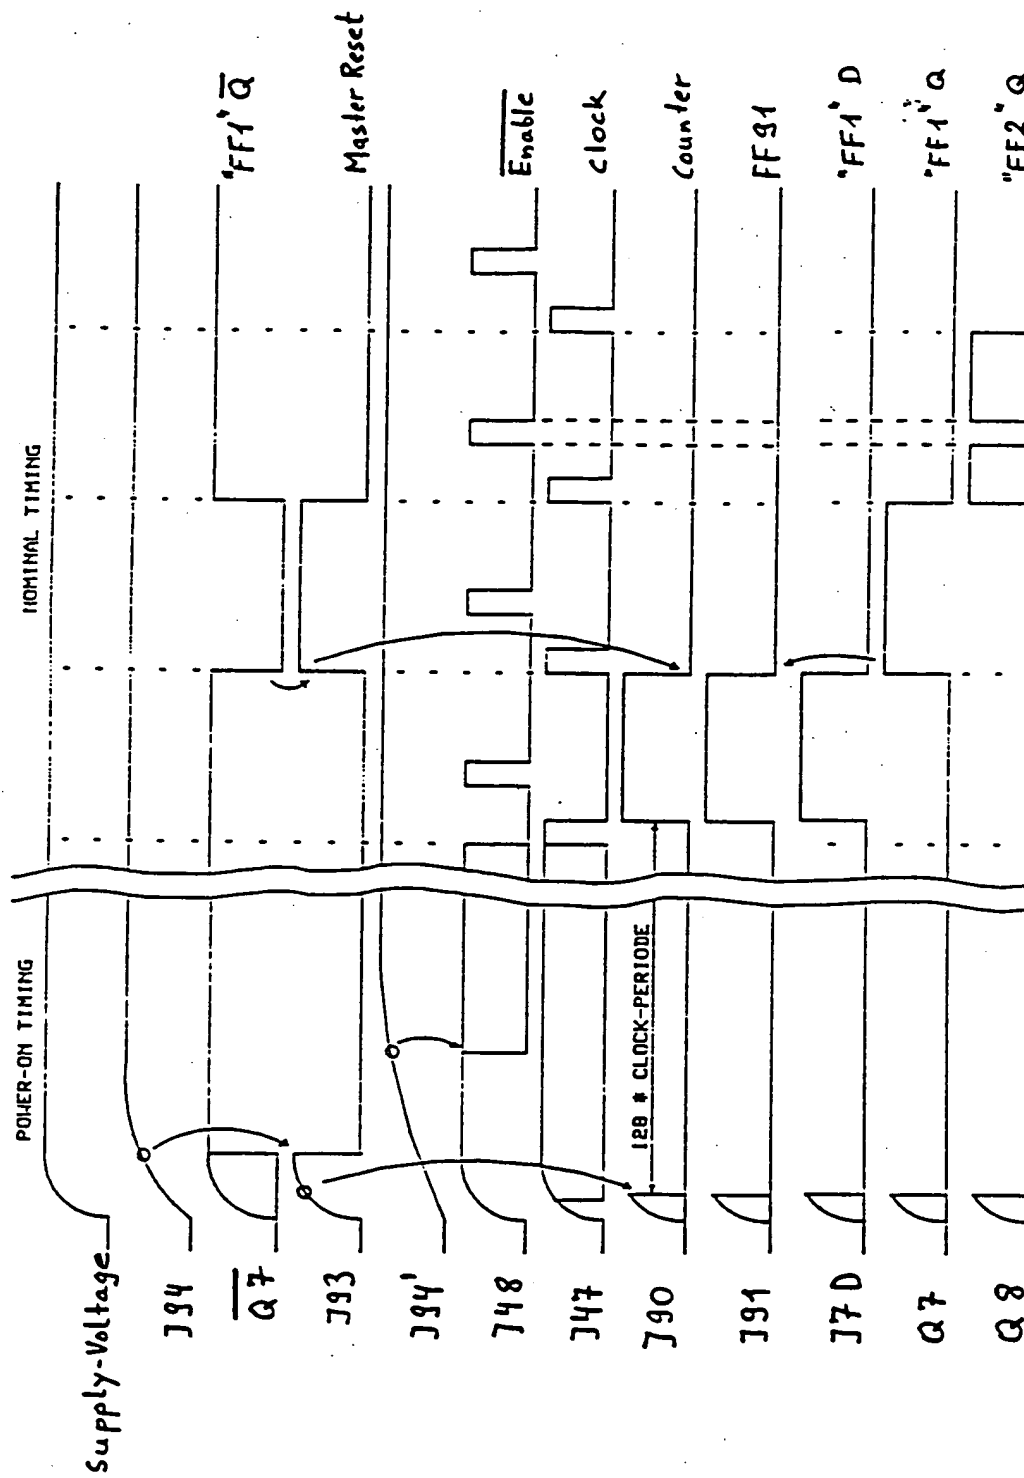 POWER-ON TIMING
NOMINAL TIMING
Supply-Voltage
J94
Q7 "FF1" Q
J93 Master Reset
J94'
J48 Enable
J47 Clock
128 * CLOCK-PERIODE
J90 Counter
J91 FF91
J7 D "FF1" D
Q7 "FF1" Q
Q8 "FF2" Q